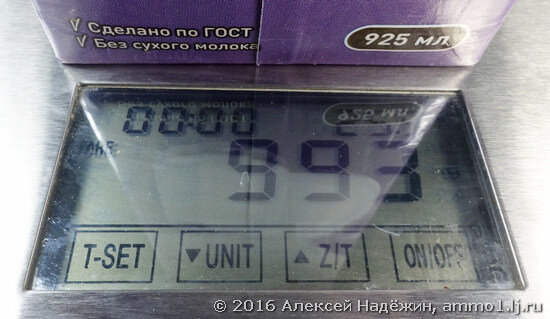 √ Сделано по ГОСТ
√ Без сухого молока
925 мл
00:00
TARE
993
T-SET
▼ UNIT
▲ Z/T
ON/OFF
© 2016 Алексей Надёжин, ammo1.lj.ru